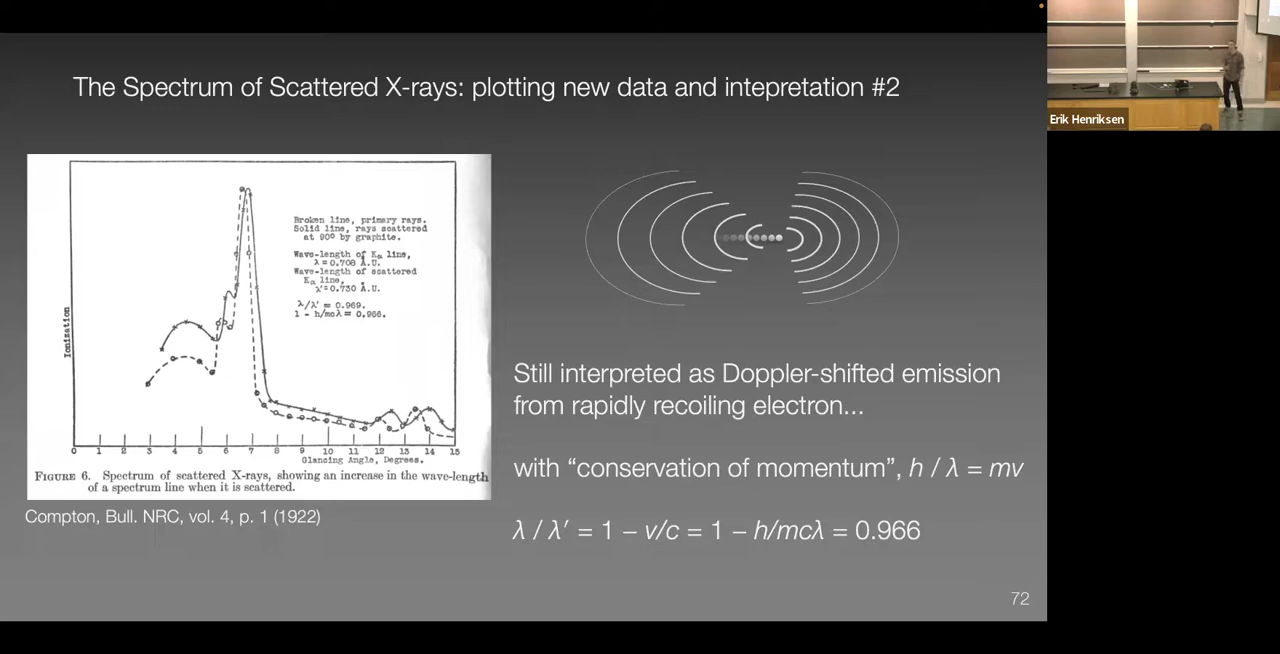 The Spectrum of Scattered X-rays: plotting new data and intepretation #2
Erik Henriksen
Broken line, primary rays.
Solid line, rays scattered
at 90° by graphite.
Wave-length of Kα line,
λ = 0.708 A.U.
Wave-length of scattered
Kα line,
λ' = 0.730 A.U.
λ/λ' = 0.969.
1 - h/mcλ = 0.966.
Ionization
0 1 2 3 4 5 6 7 8 9 10 11 12 13 14 15
Glancing Angle, Degrees.
FIGURE 6. Spectrum of scattered X-rays, showing an increase in the wave-length
of a spectrum line when it is scattered.
Compton, Bull. NRC, vol. 4, p. 1 (1922)
Still interpreted as Doppler-shifted emission
from rapidly recoiling electron...
with “conservation of momentum”, h / λ = mv
λ / λ′ = 1 – v/c = 1 – h/mcλ = 0.966
72